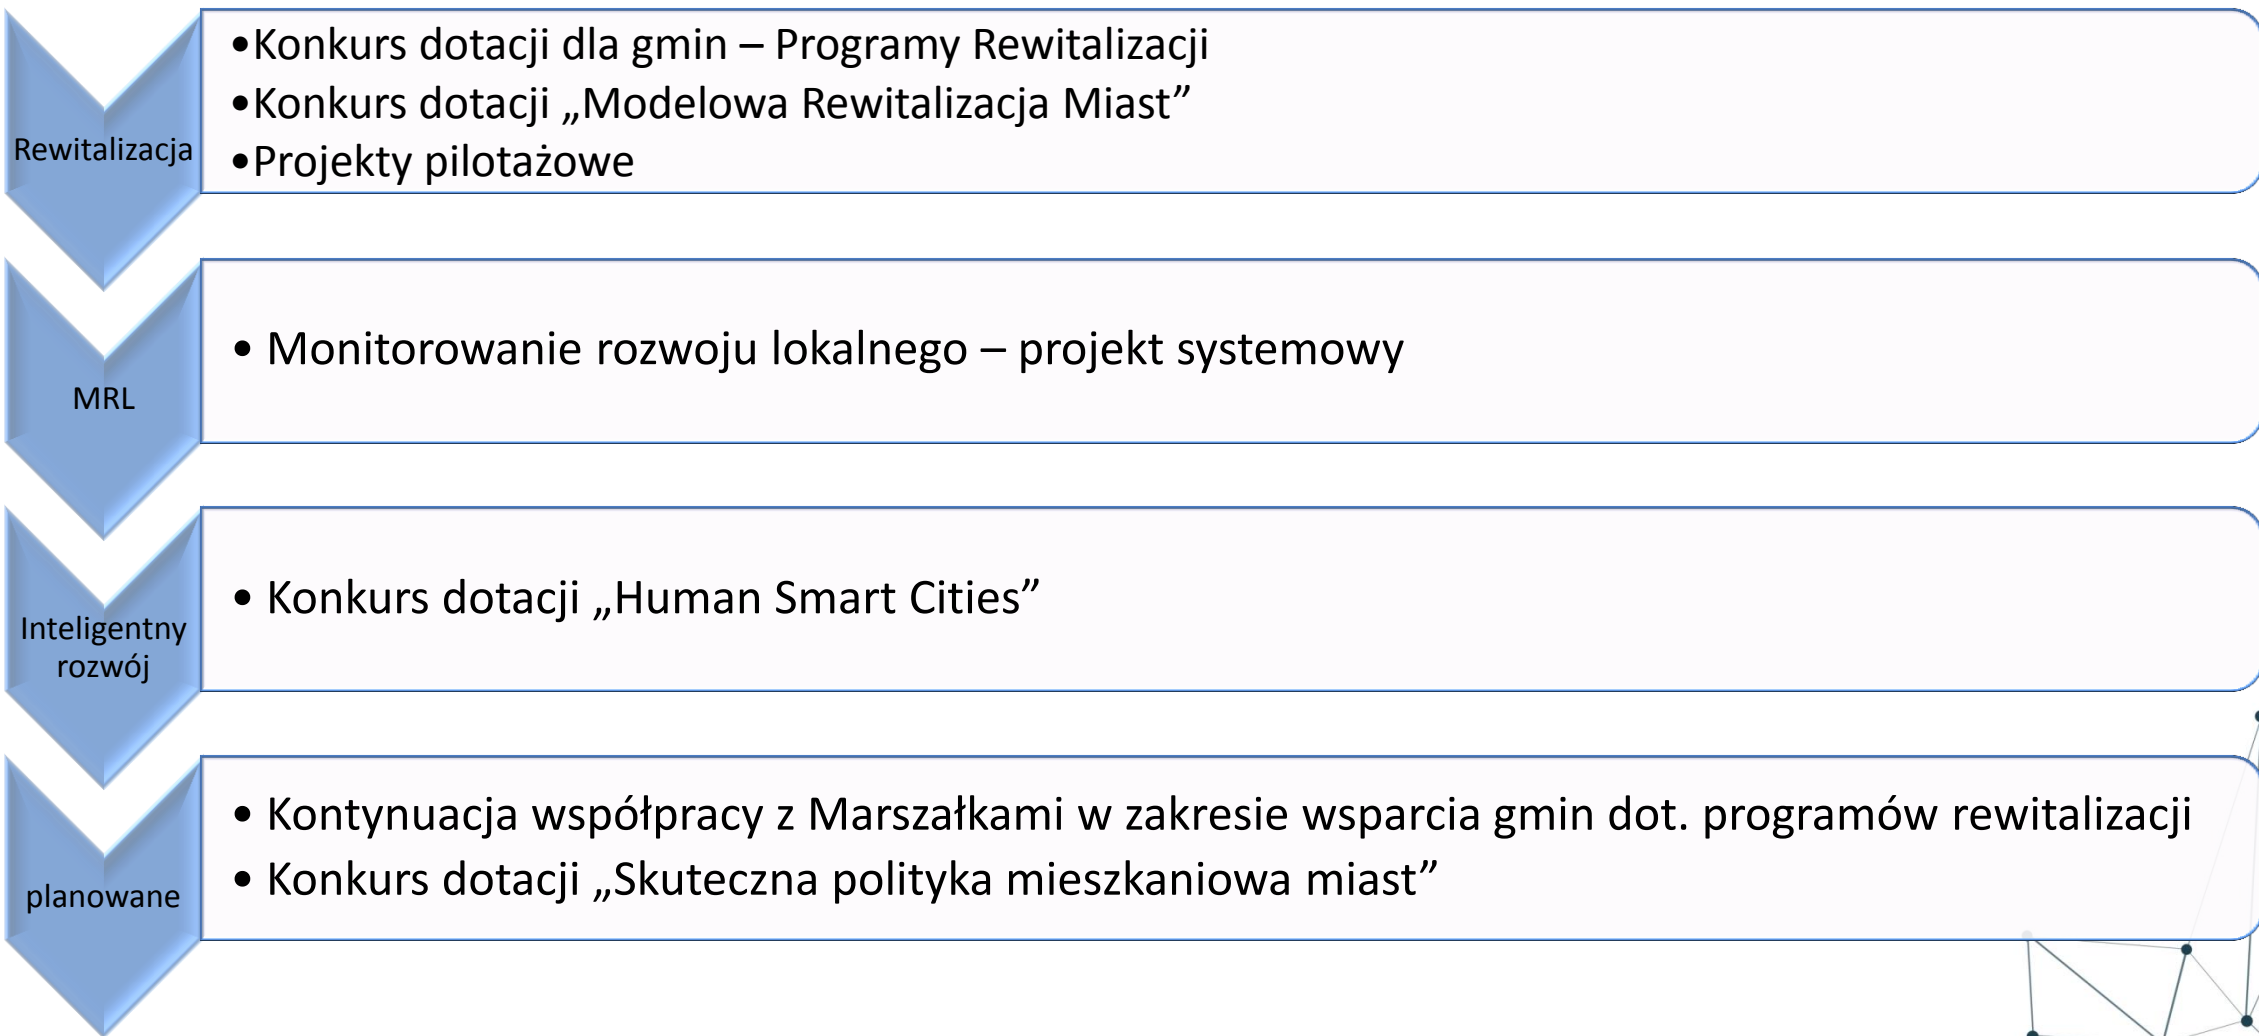 Rewitalizacja
•Konkurs dotacji dla gmin – Programy Rewitalizacji
•Konkurs dotacji „Modelowa Rewitalizacja Miast”
•Projekty pilotażowe
MRL
• Monitorowanie rozwoju lokalnego – projekt systemowy
Inteligentny
rozwój
• Konkurs dotacji „Human Smart Cities”
planowane
• Kontynuacja współpracy z Marszałkami w zakresie wsparcia gmin dot. programów rewitalizacji
• Konkurs dotacji „Skuteczna polityka mieszkaniowa miast”